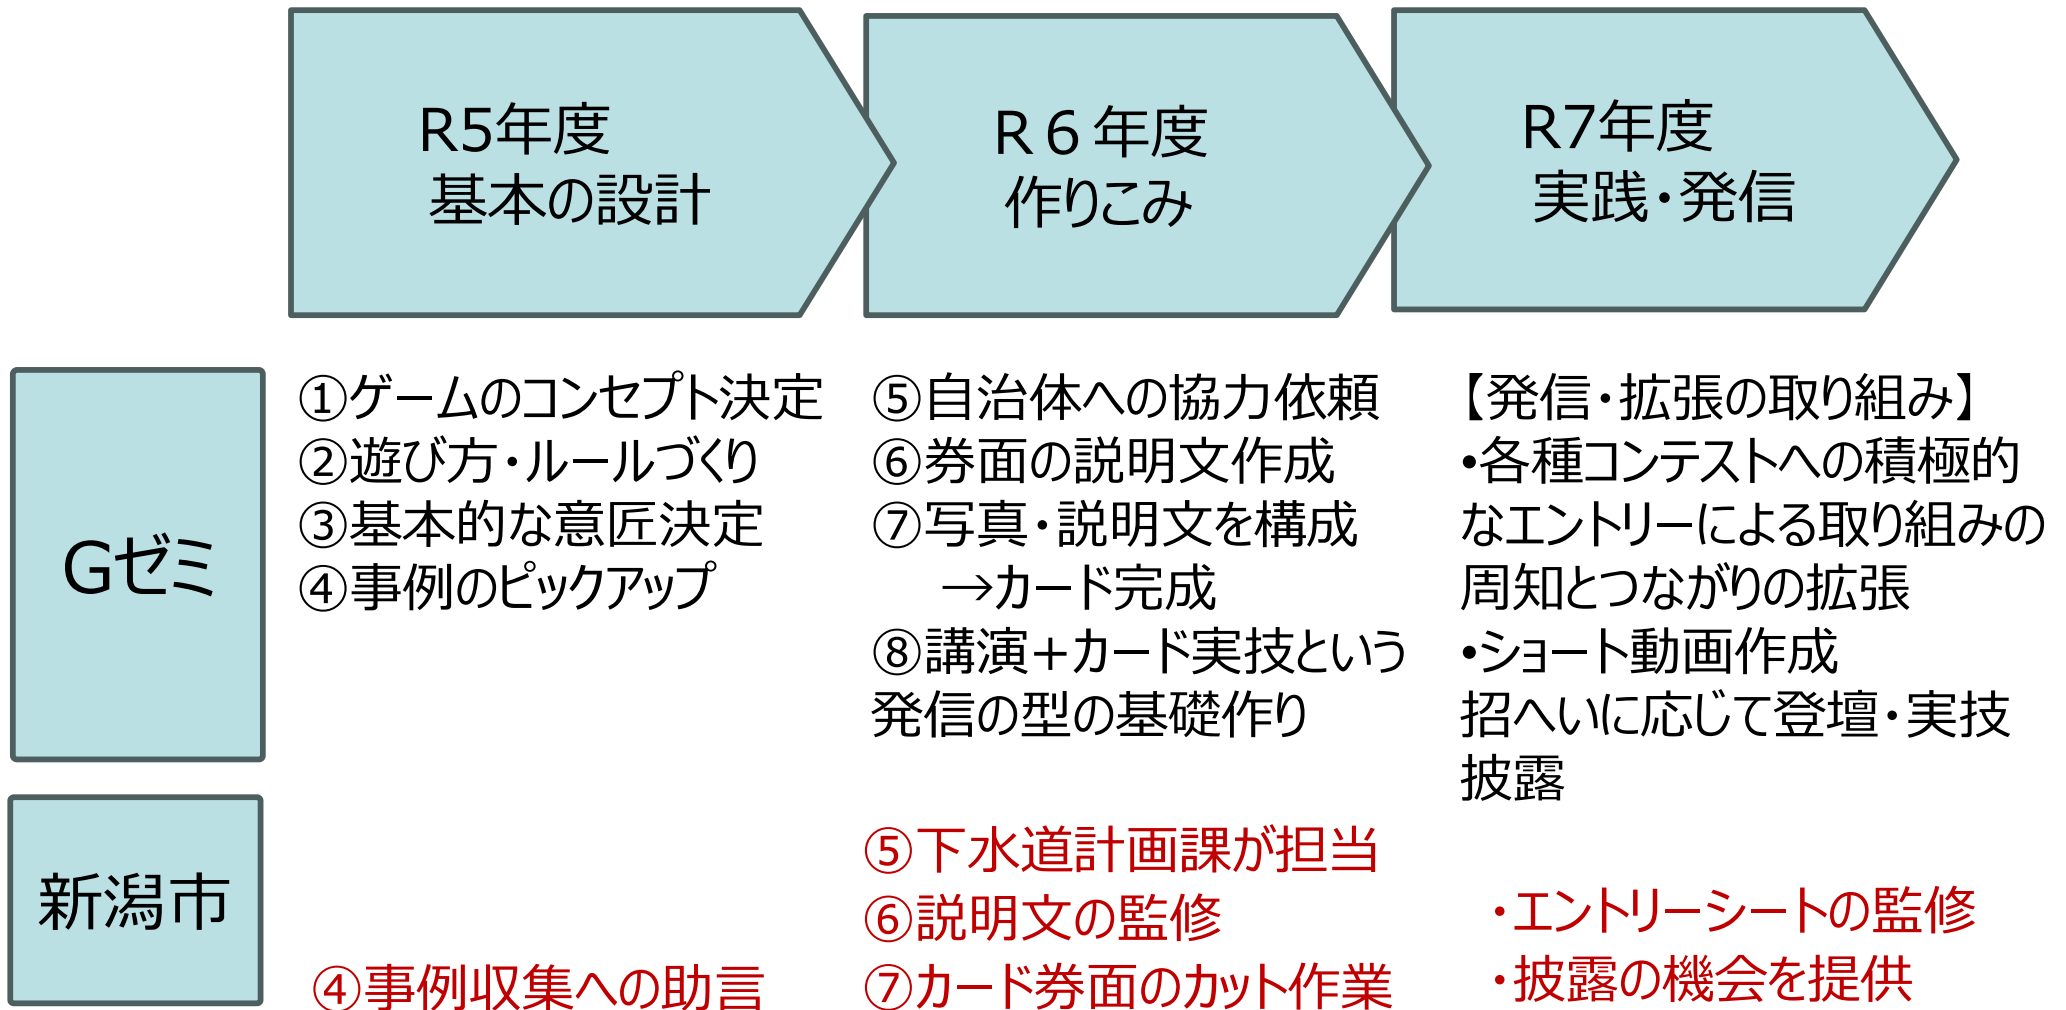 R5年度
基本の設計
R６年度
作りこみ
R7年度
実践・発信
Gゼミ
①ゲームのコンセプト決定
②遊び方・ルールづくり
③基本的な意匠決定
④事例のピックアップ
⑤自治体への協力依頼
⑥券面の説明文作成
⑦写真・説明文を構成
→カード完成
⑧講演+カード実技という
発信の型の基礎作り
【発信・拡張の取り組み】
•各種コンテストへの積極的
なエントリーによる取り組みの
周知とつながりの拡張
•ショート動画作成
招へいに応じて登壇・実技
披露
新潟市
④事例収集への助言
⑤下水道計画課が担当
⑥説明文の監修
⑦カード券面のカット作業
・エントリーシートの監修
・披露の機会を提供